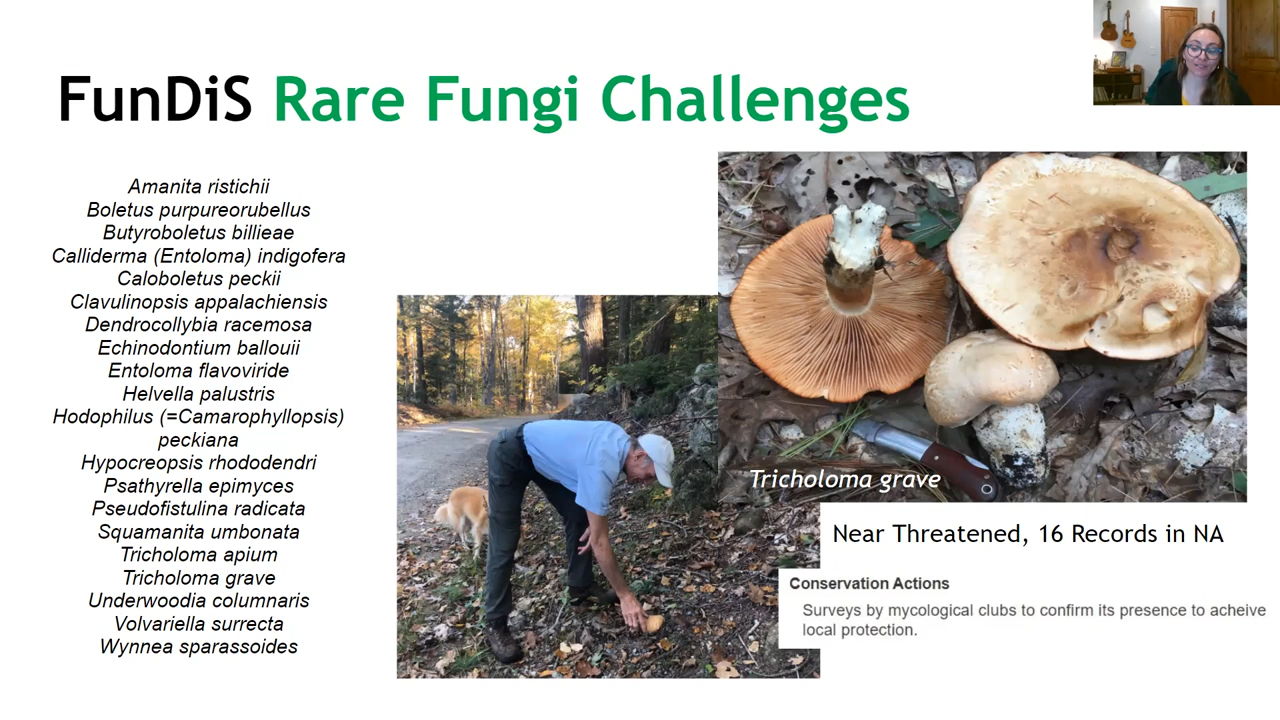 FunDiS Rare Fungi Challenges
Amanita ristichii
Boletus purpureorubellus
Butyroboletus billieae
Calliderma (Entoloma) indigofera
Caloboletus peckii
Clavulinopsis appalachiensis
Dendrocollybia racemosa
Echinodontium ballouii
Entoloma flavoviride
Helvella palustris
Hodophilus (=Camarophyllopsis)
peckiana
Hypocreopsis rhododendri
Psathyrella epimyces
Pseudofistulina radicata
Squamanita umbonata
Tricholoma apium
Tricholoma grave
Underwoodia columnaris
Volvariella surrecta
Wynnea sparassoides
Tricholoma grave
Near Threatened, 16 Records in NA
Conservation Actions
Surveys by mycological clubs to confirm its presence to acheive
local protection.